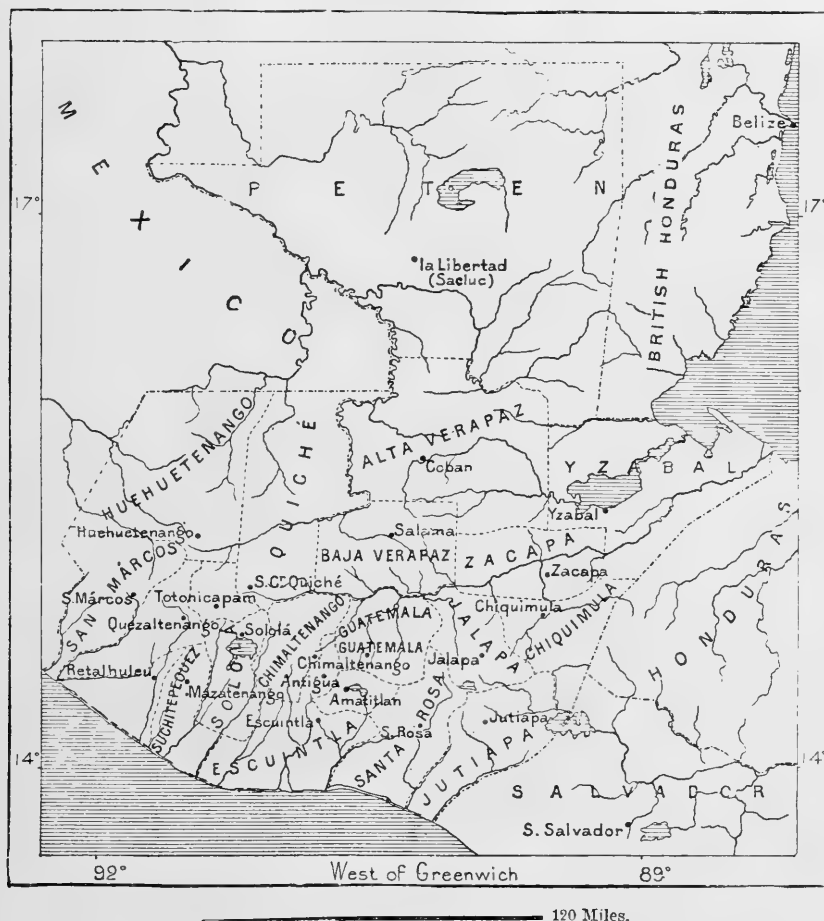 MEXICO
PETEN
BRITISH HONDURAS
Belize
17°
17°
la Libertad
(Sacluc)
HUEHUETENANGO
QUICHÉ
ALTA VERAPAZ
Coban
YZABAL
Yzabal
Huehuetenango
Salama
BAJA VERAPAZ
ZACAPA
Zacapa
HONDURAS
SAN MÁRCOS
S. Márcos
Totonicapam
S. Cz. Quiché
Quezaltenango
Sololá
SOLOLA
CHIMALTENANGO
GUATEMALA
GUATEMALA
Chimaltenango
JALAPA
Jalapa
Chiquimula
CHIQUIMULA
Retalhuleu
SUCHITEPEQUEZ
Mazatenango
Antigua
Amatitlan
Escuintla
ESCUINTLA
S. Rosa
SANTA ROSA
Jutiapa
JUTIAPA
14°
14°
SALVADOR
S. Salvador
92°
West of Greenwich
89°
120 Miles.